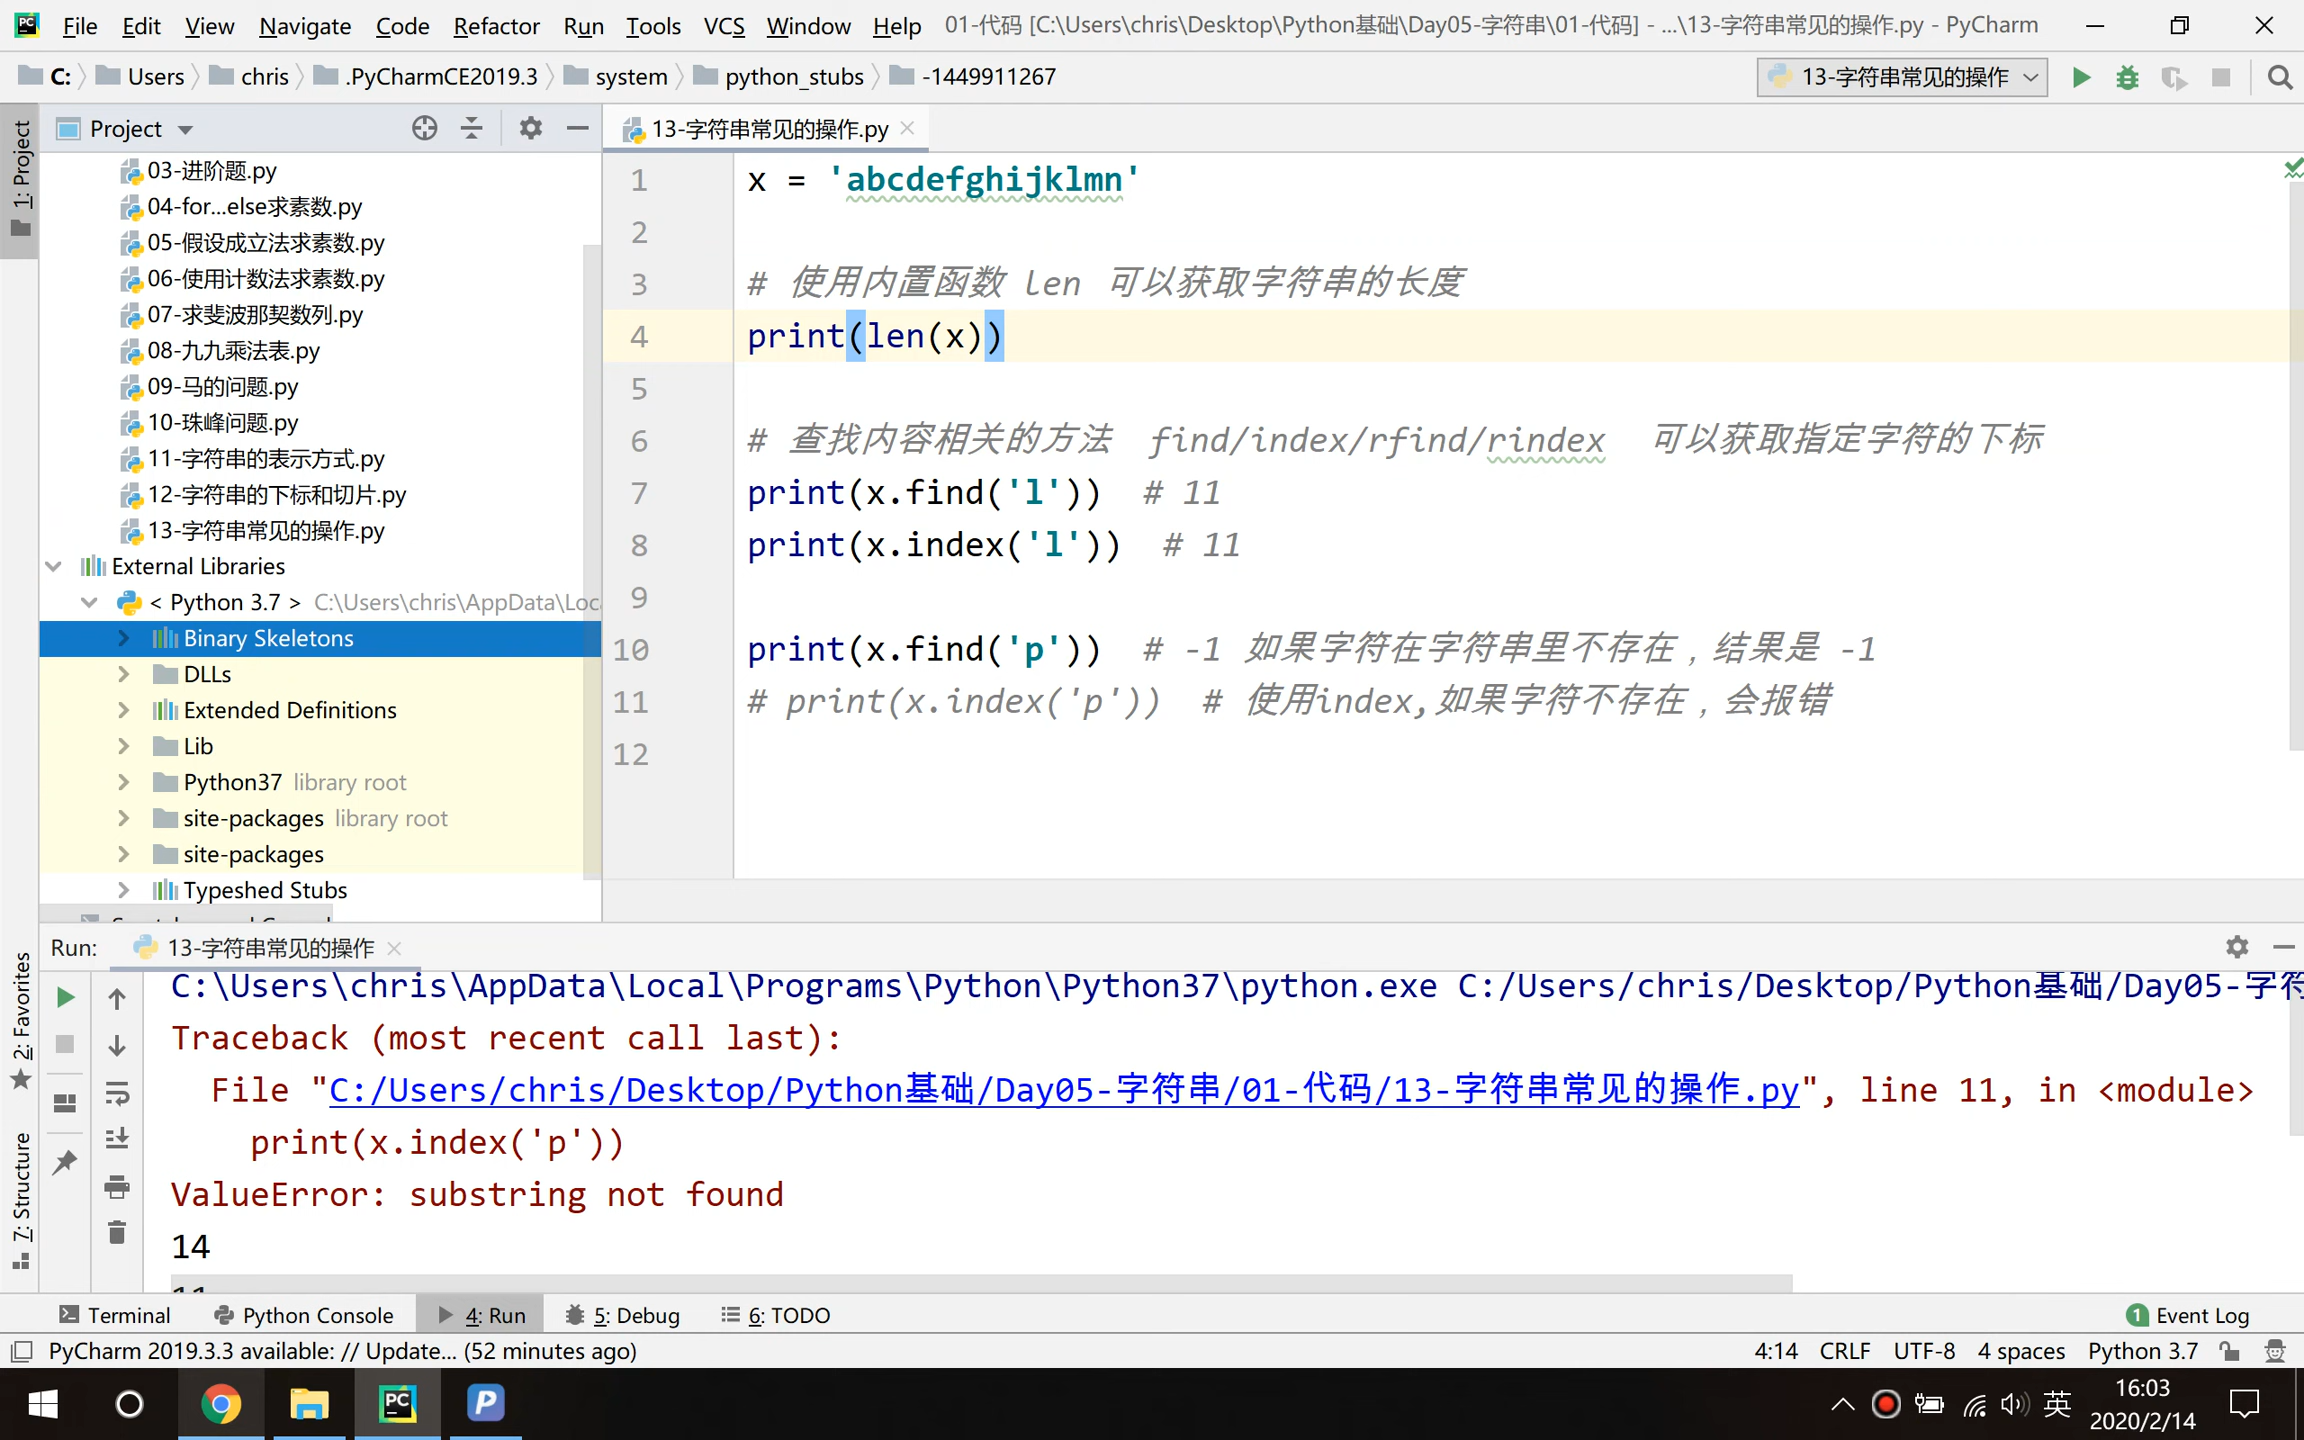 File Edit View Navigate Code Refactor Run Tools VCS Window Help 01-代码 [C:\Users\chris\Desktop\Python基础\Day05-字符串\01-代码] - ...\13-字符串常见的操作.py - PyCharm
C: Users chris .PyCharmCE2019.3 system python_stubs -1449911267 13-字符串常见的操作
1: Project
Project
03-进阶题.py
04-for...else求素数.py
05-假设成立法求素数.py
06-使用计数法求素数.py
07-求斐波那契数列.py
08-九九乘法表.py
09-马的问题.py
10-珠峰问题.py
11-字符串的表示方式.py
12-字符串的下标和切片.py
13-字符串常见的操作.py
External Libraries
< Python 3.7 > C:\Users\chris\AppData\Loc
Binary Skeletons
DLLs
Extended Definitions
Lib
Python37 library root
site-packages library root
site-packages
Typeshed Stubs
13-字符串常见的操作.py
1 x = 'abcdefghijklmn'
2
3 # 使用内置函数 len 可以获取字符串的长度
4 print(len(x))
5
6 # 查找内容相关的方法 find/index/rfind/rindex 可以获取指定字符的下标
7 print(x.find('l')) # 11
8 print(x.index('l')) # 11
9
10 print(x.find('p')) # -1 如果字符在字符串里不存在，结果是 -1
11 # print(x.index('p')) # 使用index,如果字符不存在，会报错
12
Run: 13-字符串常见的操作
2: Favorites
7: Structure
C:\Users\chris\AppData\Local\Programs\Python\Python37\python.exe C:/Users/chris/Desktop/Python基础/Day05-字符
Traceback (most recent call last):
File "C:/Users/chris/Desktop/Python基础/Day05-字符串/01-代码/13-字符串常见的操作.py", line 11, in <module>
print(x.index('p'))
ValueError: substring not found
14
Terminal Python Console 4: Run 5: Debug 6: TODO 1 Event Log
PyCharm 2019.3.3 available: // Update... (52 minutes ago) 4:14 CRLF UTF-8 4 spaces Python 3.7
英 16:03
2020/2/14